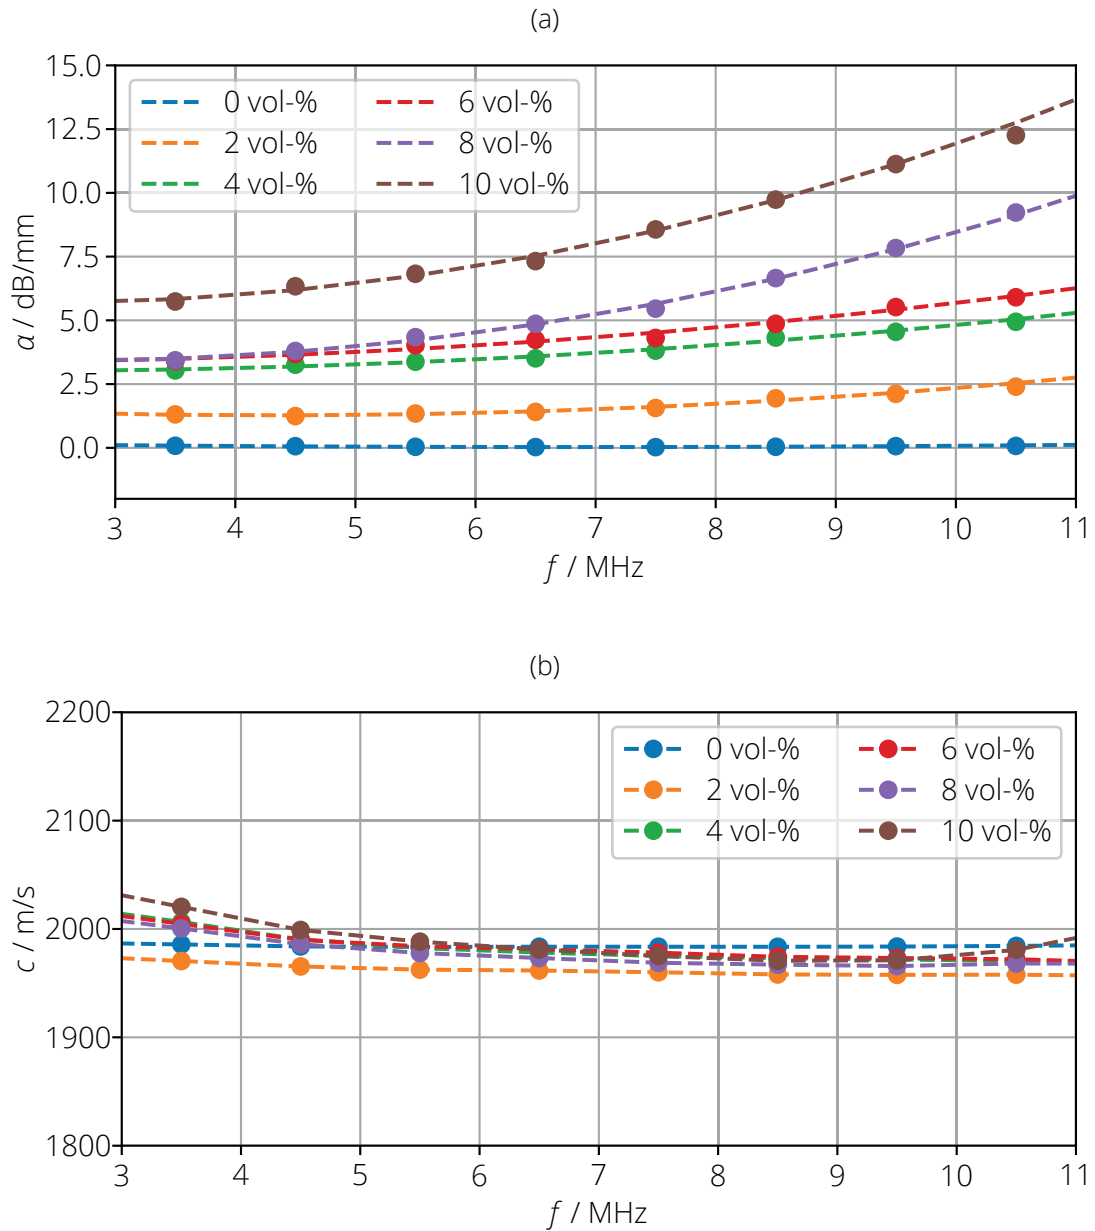 (a)
15.0
12.5
10.0
7.5
5.0
2.5
0.0
α / dB/mm
0 vol-% 6 vol-%
2 vol-% 8 vol-%
4 vol-% 10 vol-%
3 4 5 6 7 8 9 10 11
f / MHz
(b)
2200
2100
2000
1900
1800
c / m/s
0 vol-% 6 vol-%
2 vol-% 8 vol-%
4 vol-% 10 vol-%
3 4 5 6 7 8 9 10 11
f / MHz